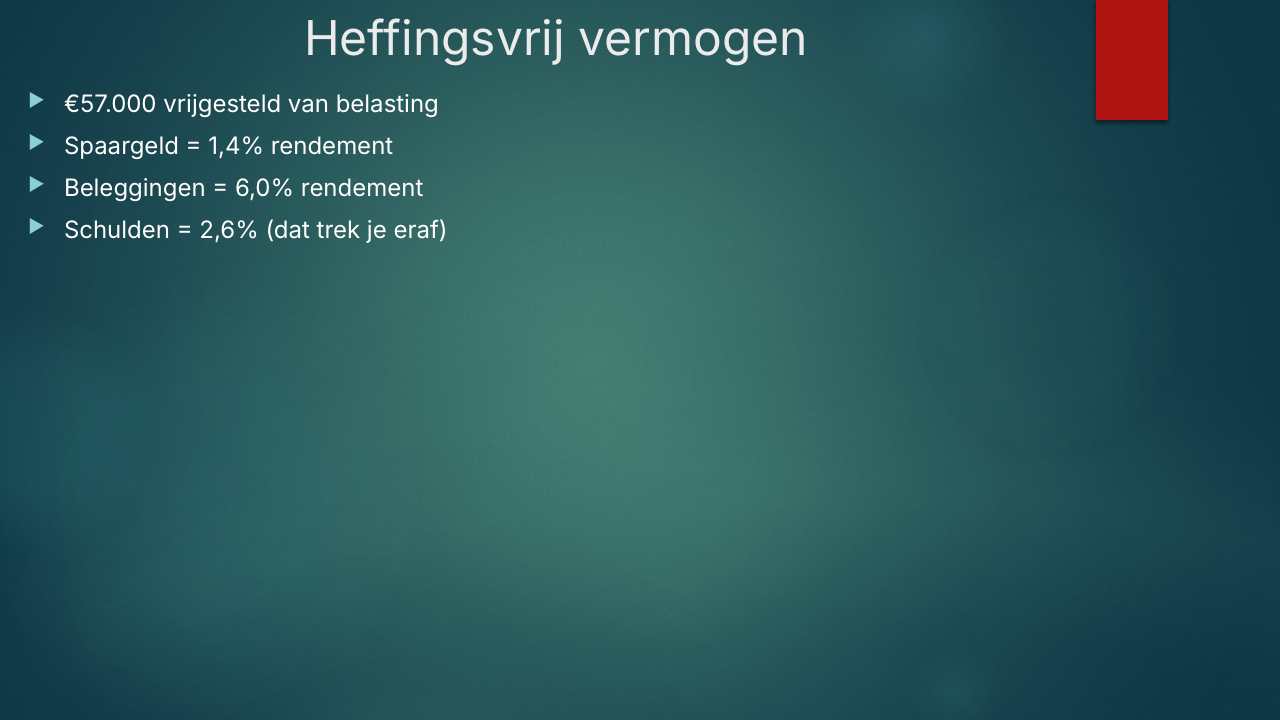 Heffingsvrij vermogen
€57.000 vrijgesteld van belasting
Spaargeld = 1,4% rendement
Beleggingen = 6,0% rendement
Schulden = 2,6% (dat trek je eraf)